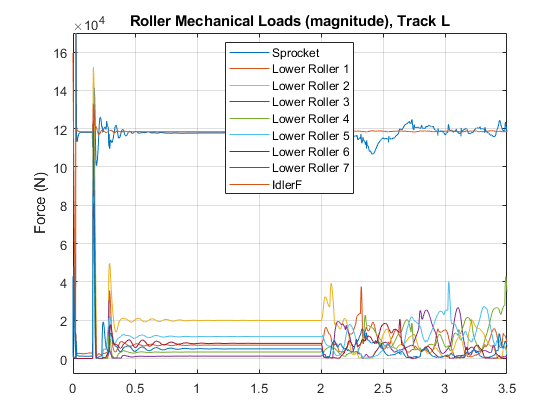 Roller Mechanical Loads (magnitude), Track L
×10⁴
16
14
12
10
8
6
4
2
0
Force (N)
Sprocket
Lower Roller 1
Lower Roller 2
Lower Roller 3
Lower Roller 4
Lower Roller 5
Lower Roller 6
Lower Roller 7
IdlerF
0 0.5 1 1.5 2 2.5 3 3.5